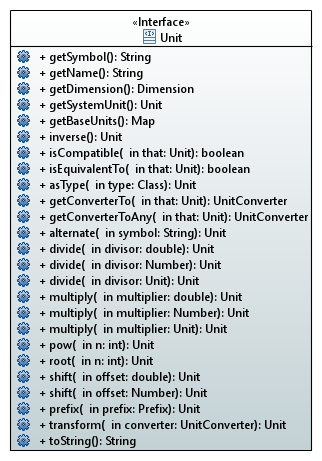 «Interface»
Unit
+ getSymbol(): String
+ getName(): String
+ getDimension(): Dimension
+ getSystemUnit(): Unit
+ getBaseUnits(): Map
+ inverse(): Unit
+ isCompatible( in that: Unit): boolean
+ isEquivalentTo( in that: Unit): boolean
+ asType( in type: Class): Unit
+ getConverterTo( in that: Unit): UnitConverter
+ getConverterToAny( in that: Unit): UnitConverter
+ alternate( in symbol: String): Unit
+ divide( in divisor: double): Unit
+ divide( in divisor: Number): Unit
+ divide( in divisor: Unit): Unit
+ multiply( in multiplier: double): Unit
+ multiply( in multiplier: Number): Unit
+ multiply( in multiplier: Unit): Unit
+ pow( in n: int): Unit
+ root( in n: int): Unit
+ shift( in offset: double): Unit
+ shift( in offset: Number): Unit
+ prefix( in prefix: Prefix): Unit
+ transform( in converter: UnitConverter): Unit
+ toString(): String